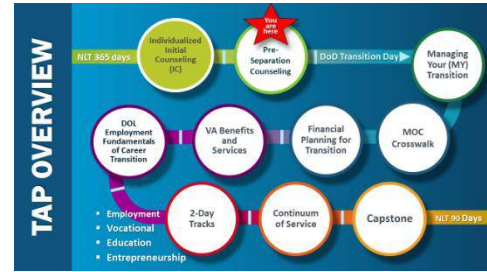 TAP OVERVIEW
NLT 365 days
Individualized
Initial
Counseling
(IC)
You
are
here
Pre-
Separation
Counseling
DoD Transition Day
Managing
Your (MY)
Transition
DOL
Employment
Fundamentals
of Career
Transition
VA Benefits
and
Services
Financial
Planning for
Transition
MOC
Crosswalk
• Employment
• Vocational
• Education
• Entrepreneurship
2-Day
Tracks
Continuum
of Service
Capstone
NLT 90 Days